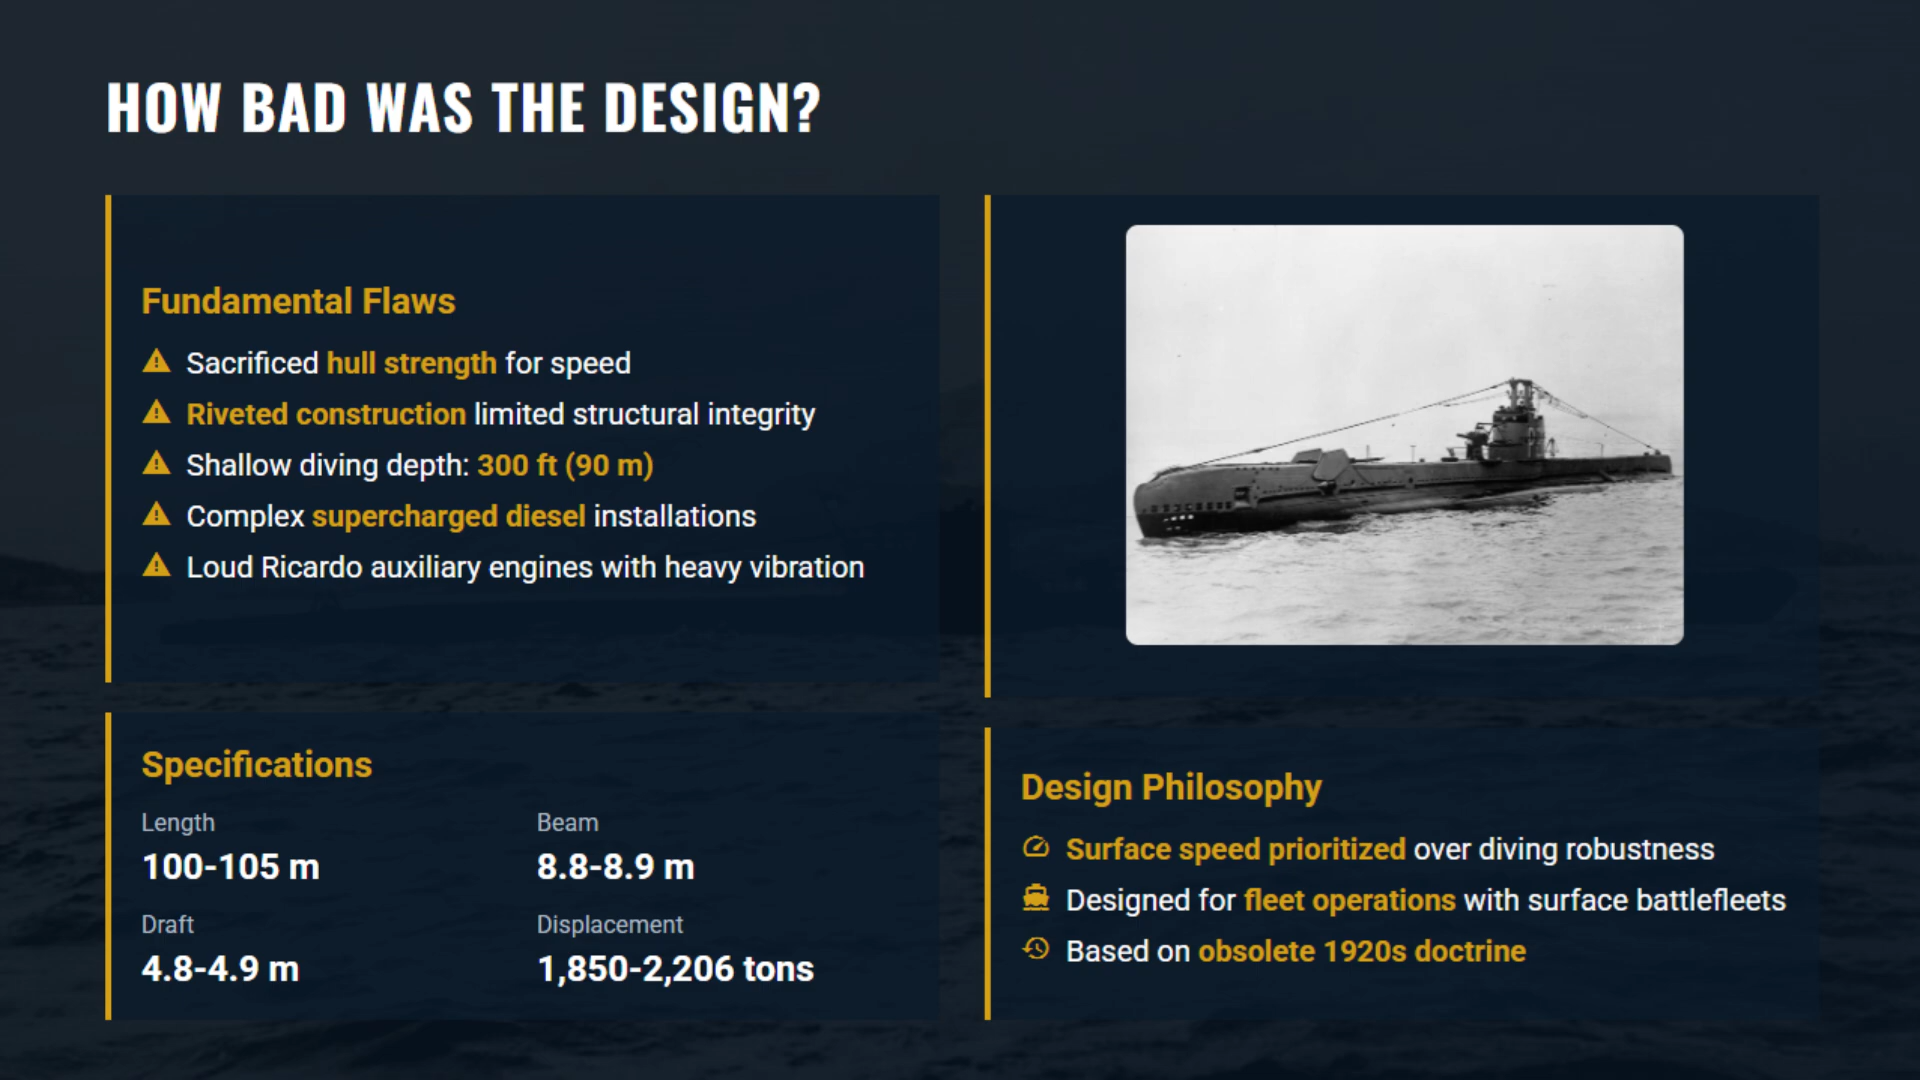 HOW BAD WAS THE DESIGN?
Fundamental Flaws
Sacrificed hull strength for speed
Riveted construction limited structural integrity
Shallow diving depth: 300 ft (90 m)
Complex supercharged diesel installations
Loud Ricardo auxiliary engines with heavy vibration
Specifications
Length
100-105 m
Beam
8.8-8.9 m
Draft
4.8-4.9 m
Displacement
1,850-2,206 tons
Design Philosophy
Surface speed prioritized over diving robustness
Designed for fleet operations with surface battlefleets
Based on obsolete 1920s doctrine